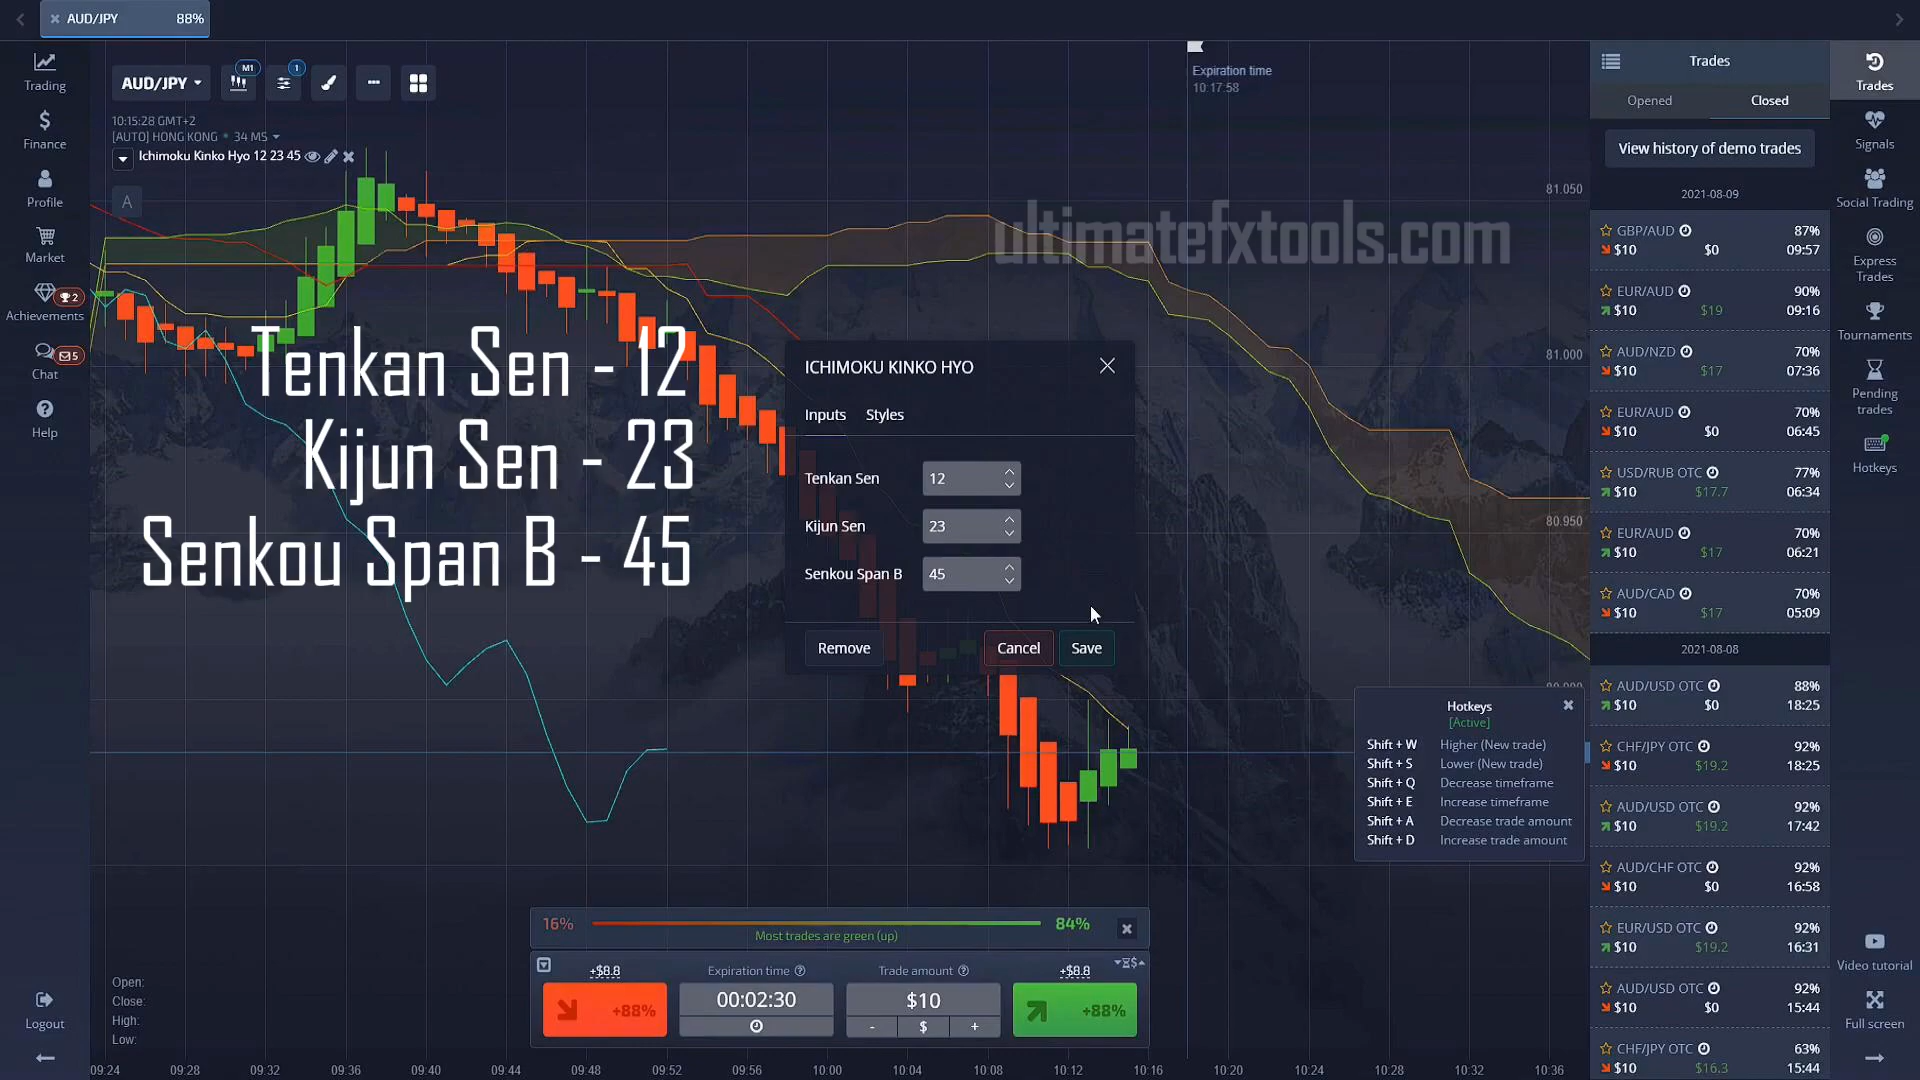 AUD/JPY 88%
Trading
Finance
Profile
Market
Achievements 2
Chat 5
Help
Logout
AUD/JPY M1 1
10:15:28 GMT+2
[AUTO] HONG KONG 34 MS
Ichimoku Kinko Hyo 12 23 45
A
Expiration time
10:17:58
ultimatefxtools.com
81.050
81.000
80.950
Tenkan Sen - 12
Kijun Sen - 23
Senkou Span B - 45
ICHIMOKU KINKO HYO
Inputs Styles
Tenkan Sen 12
Kijun Sen 23
Senkou Span B 45
Remove Cancel Save
Hotkeys
[Active]
Shift + W Higher (New trade)
Shift + S Lower (New trade)
Shift + Q Decrease timeframe
Shift + E Increase timeframe
Shift + A Decrease trade amount
Shift + D Increase trade amount
16% 84%
Most trades are green (up)
+$8.8 Expiration time Trade amount +$8.8
+88% 00:02:30 $10 +88%
- $ +
Open:
Close:
High:
Low:
09:24 09:28 09:32 09:36 09:40 09:44 09:48 09:52 09:56 10:00 10:04 10:08 10:12 10:16 10:20 10:24 10:28 10:32 10:36
Trades
Opened Closed
View history of demo trades
2021-08-09
GBP/AUD 87%
$10 $0 09:57
EUR/AUD 90%
$10 $19 09:16
AUD/NZD 70%
$10 $17 07:36
EUR/AUD 70%
$10 $0 06:45
USD/RUB OTC 77%
$10 $17.7 06:34
EUR/AUD 70%
$10 $17 06:21
AUD/CAD 70%
$10 $17 05:09
2021-08-08
AUD/USD OTC 88%
$10 $0 18:25
CHF/JPY OTC 92%
$10 $19.2 18:25
AUD/USD OTC 92%
$10 $19.2 17:42
AUD/CHF OTC 92%
$10 $0 16:58
EUR/USD OTC 92%
$10 $19.2 16:31
AUD/USD OTC 92%
$10 $0 15:44
CHF/JPY OTC 63%
$10 $16.3 15:44
Trades
Signals
Social Trading
Express
Trades
Tournaments
Pending
trades
Hotkeys
Video tutorial
Full screen